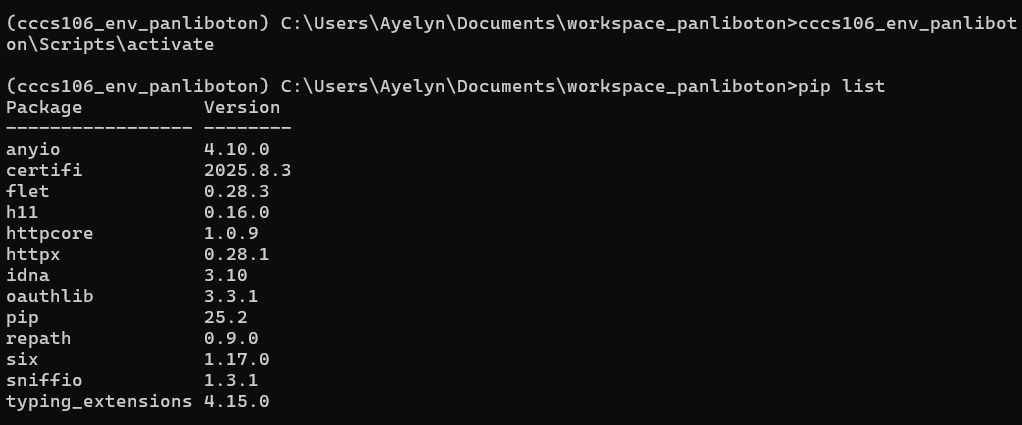 (cccs106_env_panliboton) C:\Users\Ayelyn\Documents\workspace_panliboton>cccs106_env_panlibot
on\Scripts\activate
(cccs106_env_panliboton) C:\Users\Ayelyn\Documents\workspace_panliboton>pip list
Package           Version
----------------- --------
anyio             4.10.0
certifi           2025.8.3
flet              0.28.3
h11               0.16.0
httpcore          1.0.9
httpx             0.28.1
idna              3.10
oauthlib          3.3.1
pip               25.2
repath            0.9.0
six               1.17.0
sniffio           1.3.1
typing_extensions 4.15.0